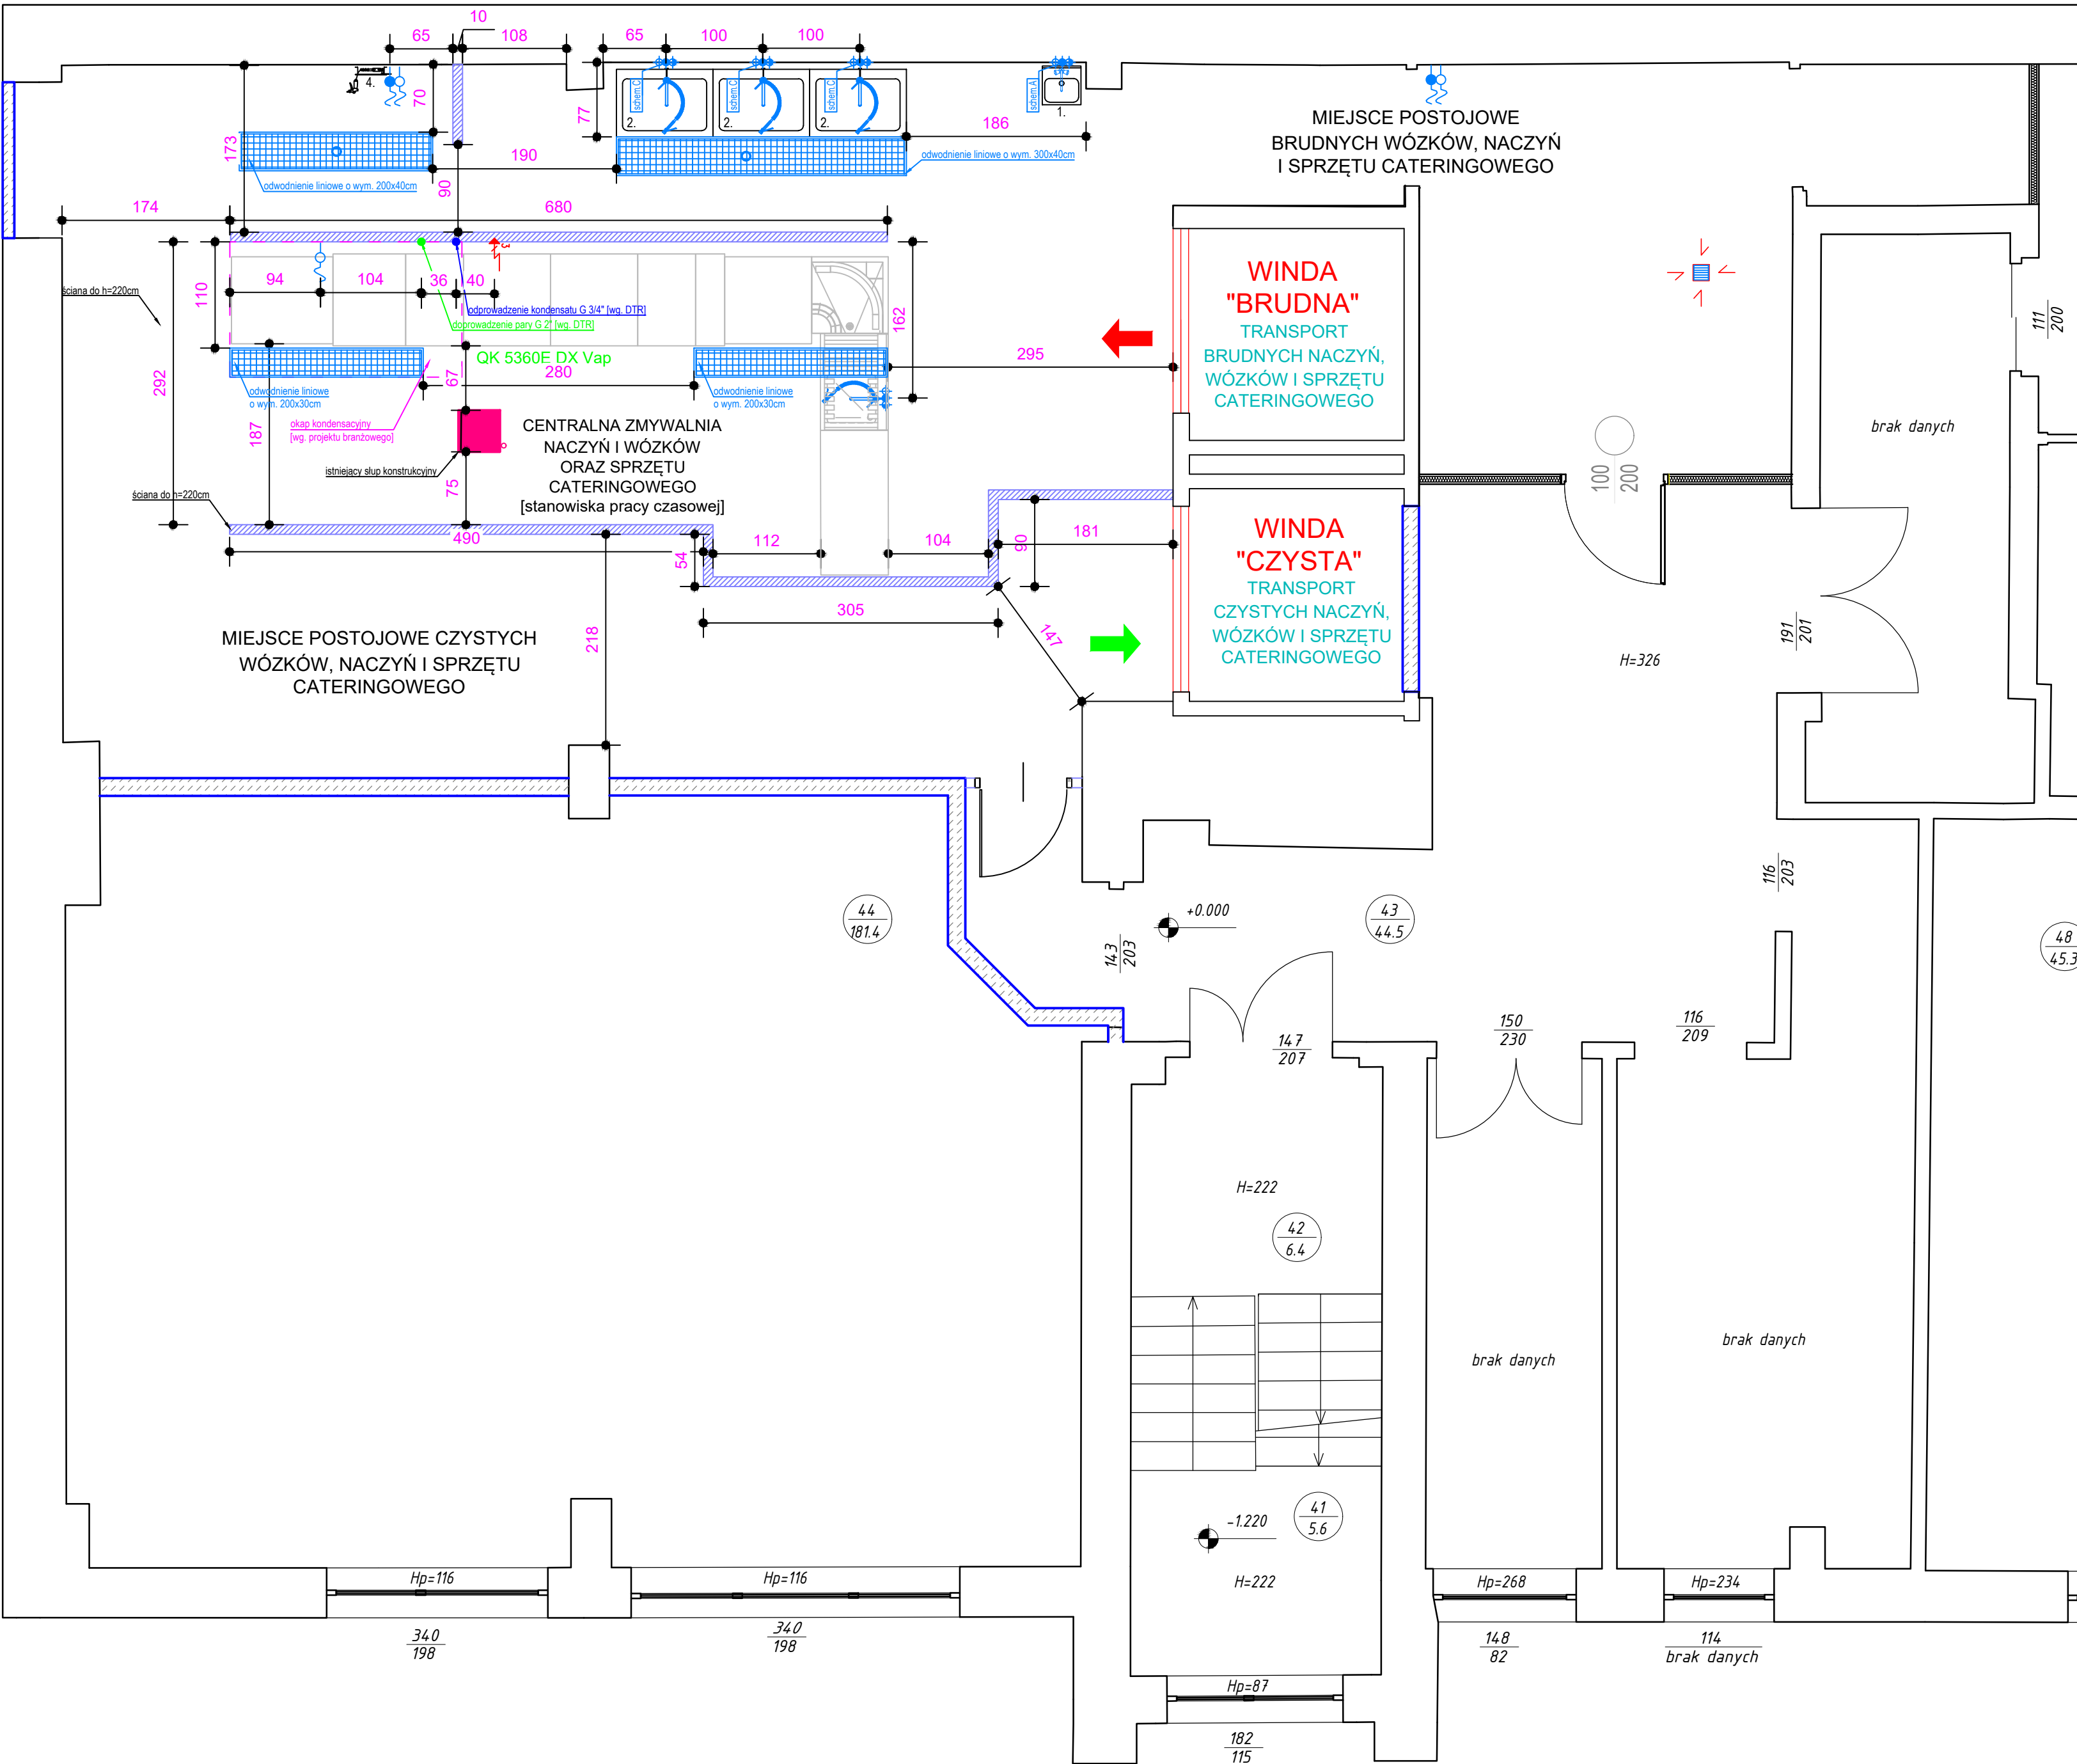 10
65
108
65
100
100
4.
70
77
schem.C
schem.C
schem.C
schem.A
2.
2.
2.
1.
186
173
190
90
odwodnienie liniowe o wym. 300x40cm
odwodnienie liniowe o wym. 200x40cm
MIEJSCE POSTOJOWE
BRUDNYCH WÓZKÓW, NACZYŃ
I SPRZĘTU CATERINGOWEGO
174
680
ściana do h=220cm
110
94
104
36
40
3
162
odprowadzenie kondensatu G 3/4" [wg. DTR]
doprowadzenie pary G 2" [wg. DTR]
QK 5360E DX Vap
67
280
295
292
187
odwodnienie liniowe
o wym. 200x30cm
odwodnienie liniowe
o wym. 200x30cm
okap kondensacyjny
[wg. projektu branżowego]
istniejący słup konstrukcyjny
75
CENTRALNA ZMYWALNIA
NACZYŃ I WÓZKÓW
ORAZ SPRZĘTU
CATERINGOWEGO
[stanowiska pracy czasowej]
WINDA
"BRUDNA"
TRANSPORT
BRUDNYCH NACZYŃ,
WÓZKÓW I SPRZĘTU
CATERINGOWEGO
111
200
brak danych
100
200
ściana do h=220cm
490
54
112
104
90
181
305
218
147
WINDA
"CZYSTA"
TRANSPORT
CZYSTYCH NACZYŃ,
WÓZKÓW I SPRZĘTU
CATERINGOWEGO
191
201
H=326
MIEJSCE POSTOJOWE CZYSTYCH
WÓZKÓW, NACZYŃ I SPRZĘTU
CATERINGOWEGO
116
203
44
181.4
+0.000
43
44.5
143
203
48
45.3
147
207
150
230
116
209
H=222
42
6.4
brak danych
brak danych
-1.220
41
5.6
H=222
Hp=116
Hp=116
Hp=268
Hp=234
340
198
340
198
148
82
114
brak danych
Hp=87
182
115